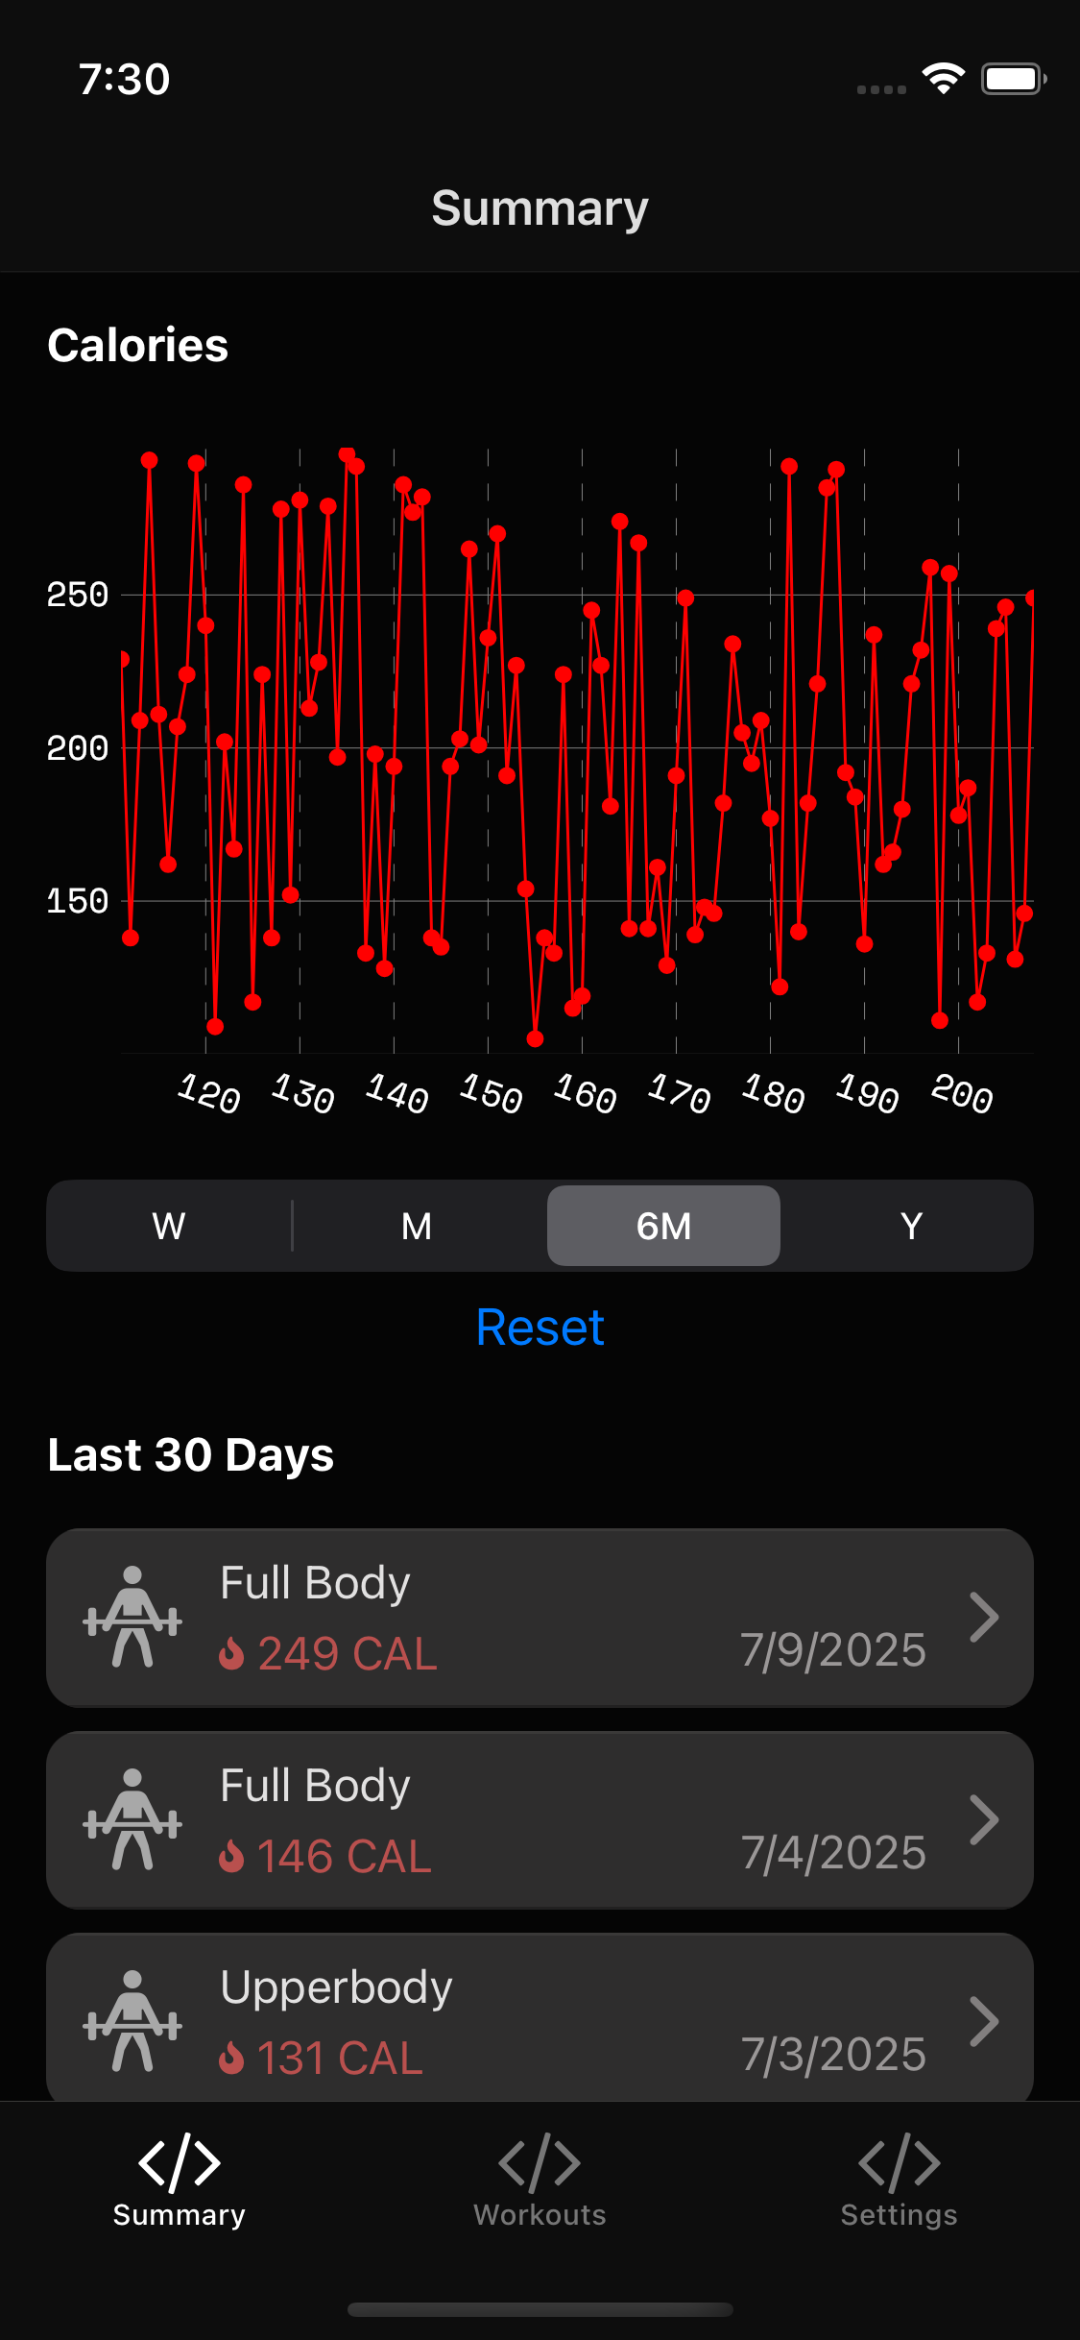 7:30
Summary
Calories
250
200
150
120 130 140 150 160 170 180 190 200
W M 6M Y
Reset
Last 30 Days
Full Body
249 CAL 7/9/2025
Full Body
146 CAL 7/4/2025
Upperbody
131 CAL 7/3/2025
Summary Workouts Settings